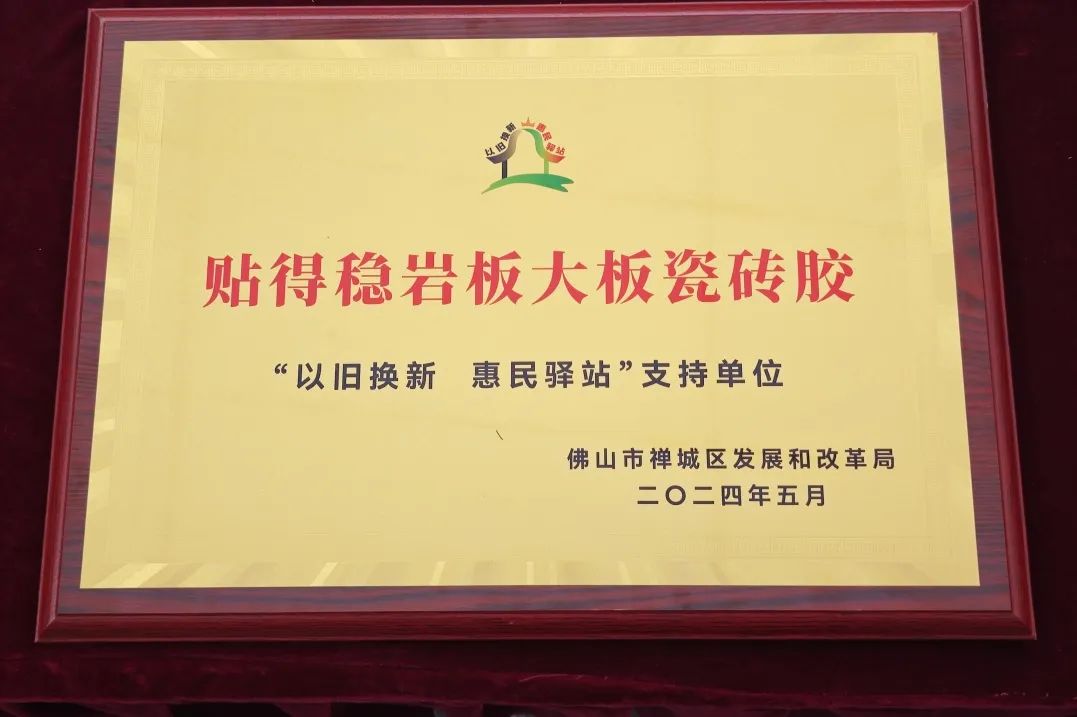 以旧换新 惠民驿站
贴得稳岩板大板瓷砖胶
“以旧换新 惠民驿站”支持单位
佛山市禅城区发展和改革局
二〇二四年五月